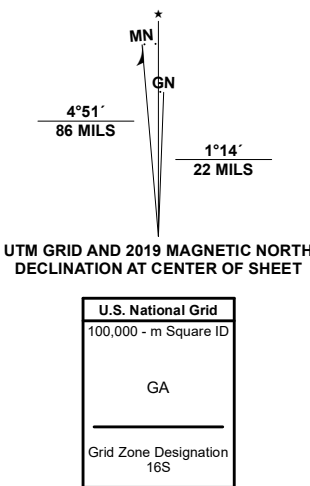 ★
MN
GN
4°51´
86 MILS
1°14´
22 MILS
UTM GRID AND 2019 MAGNETIC NORTH
DECLINATION AT CENTER OF SHEET
U.S. National Grid
100,000 - m Square ID
GA
Grid Zone Designation
16S